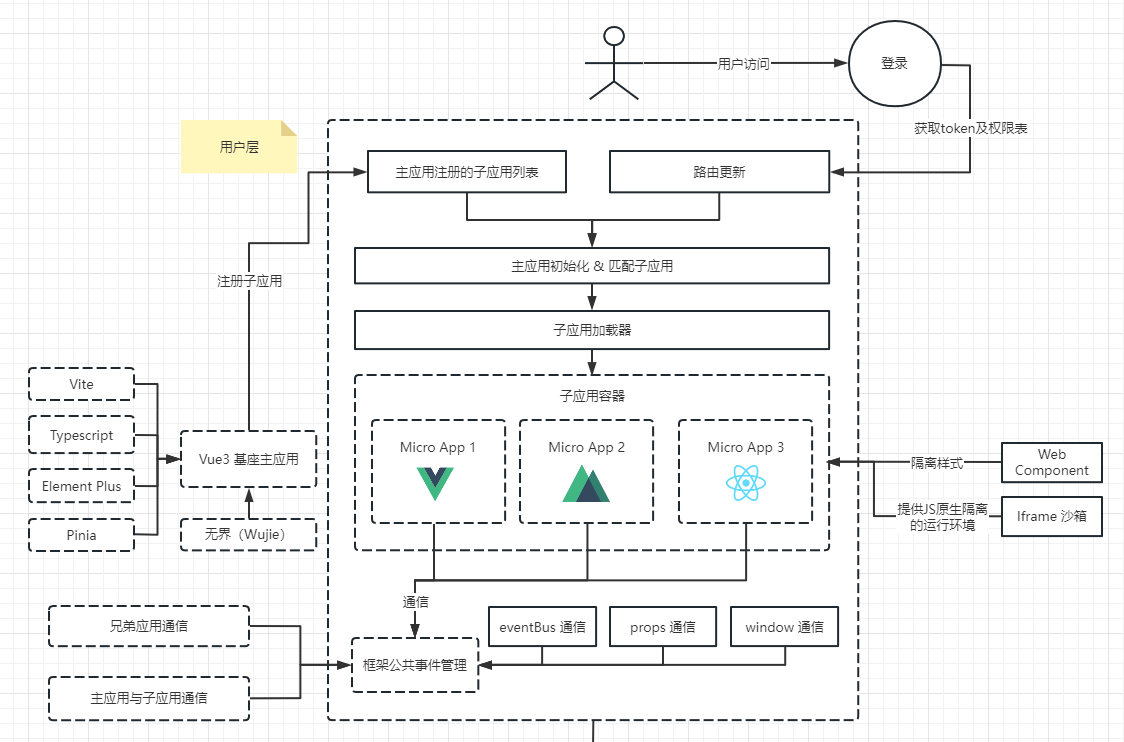 用户访问
登录
获取token及权限表
用户层
主应用注册的子应用列表
路由更新
注册子应用
主应用初始化 & 匹配子应用
子应用加载器
子应用容器
Vite
Typescript
Element Plus
Pinia
Vue3 基座主应用
无界（Wujie）
Micro App 1
Micro App 2
Micro App 3
隔离样式
Web
Component
提供JS原生隔离
的运行环境
Iframe 沙箱
通信
兄弟应用通信
主应用与子应用通信
框架公共事件管理
eventBus 通信
props 通信
window 通信